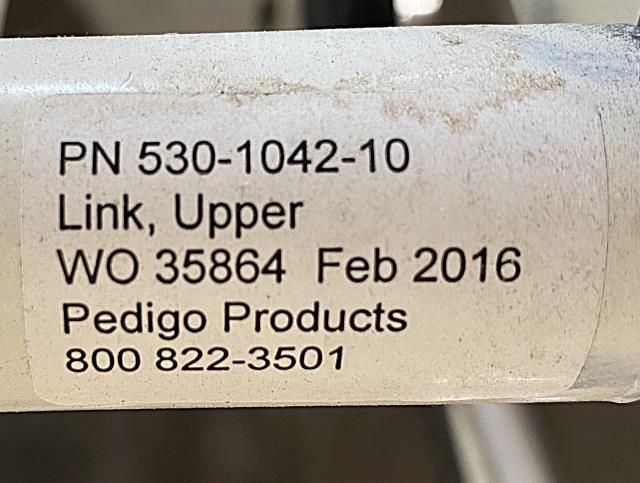 PN 530-1042-10
Link, Upper
WO 35864 Feb 2016
Pedigo Products
800 822-3501